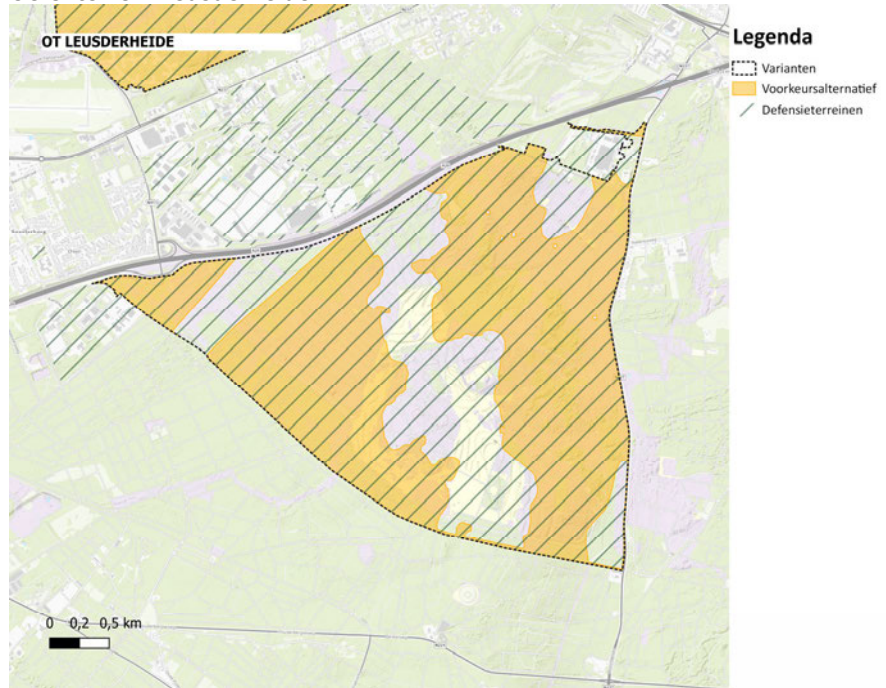 OT LEUSDERHEIDE
Legenda
Varianten
Voorkeursalternatief
Defensieterreinen
0 0,2 0,5 km